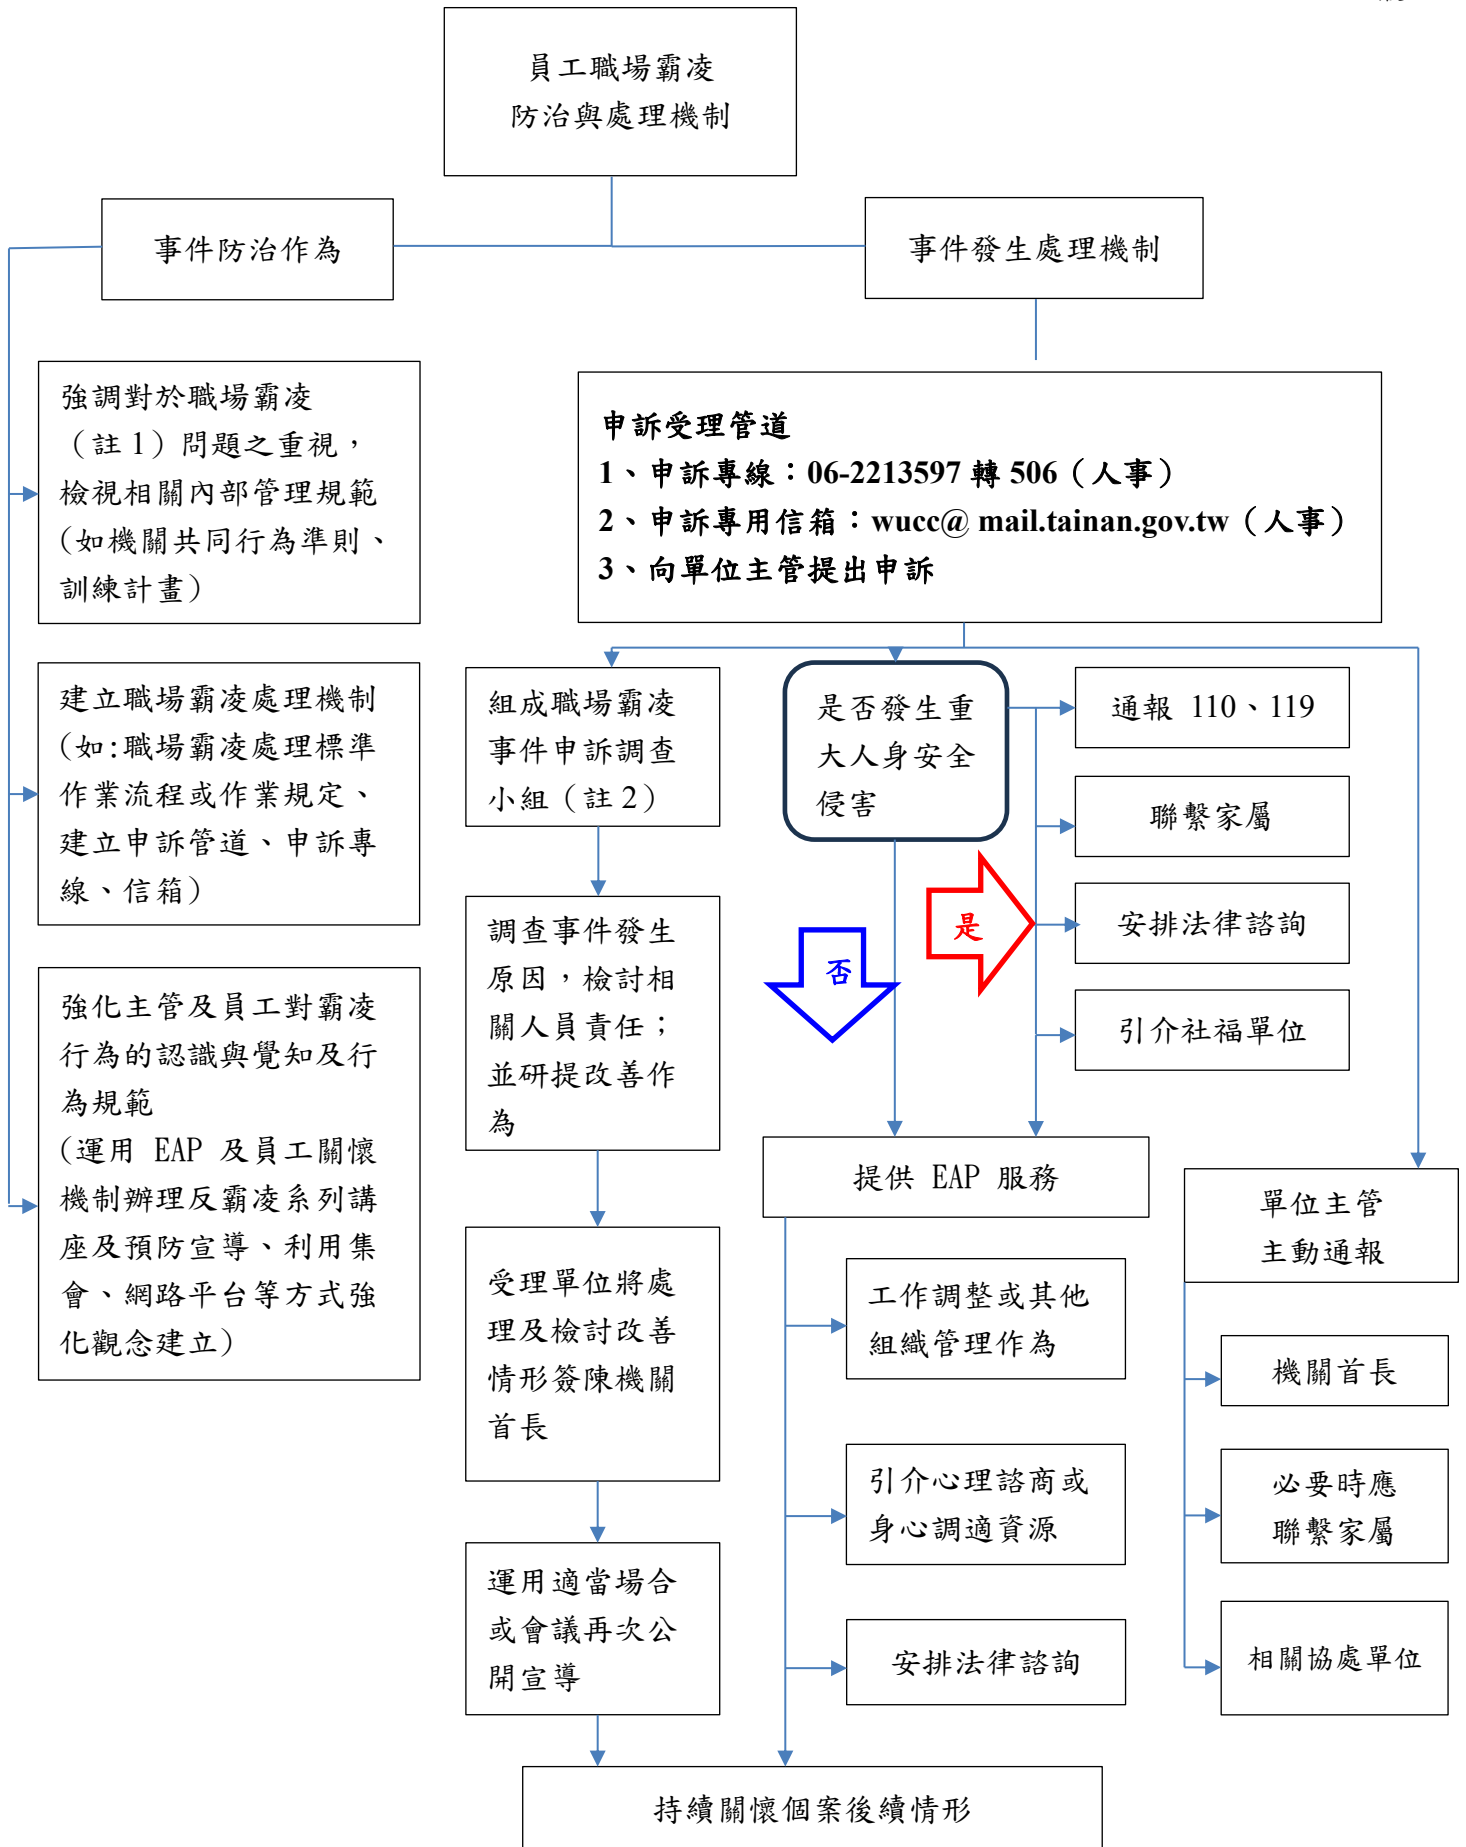 員工職場霸凌
防治與處理機制
事件防治作為
事件發生處理機制
強調對於職場霸凌
（註1）問題之重視，
檢視相關內部管理規範
(如機關共同行為準則、
訓練計畫)
建立職場霸凌處理機制
(如:職場霸凌處理標準
作業流程或作業規定、
建立申訴管道、申訴專
線、信箱)
強化主管及員工對霸凌
行為的認識與覺知及行
為規範
(運用 EAP 及員工關懷
機制辦理反霸凌系列講
座及預防宣導、利用集
會、網路平台等方式強
化觀念建立)
申訴受理管道
1、申訴專線：06-2213597 轉 506（人事）
2、申訴專用信箱：wucc@ mail.tainan.gov.tw（人事）
3、向單位主管提出申訴
組成職場霸凌
事件申訴調查
小組（註2）
調查事件發生
原因，檢討相
關人員責任；
並研提改善作
為
受理單位將處
理及檢討改善
情形簽陳機關
首長
運用適當場合
或會議再次公
開宣導
是否發生重
大人身安全
侵害
否
是
通報 110、119
聯繫家屬
安排法律諮詢
引介社福單位
提供 EAP 服務
工作調整或其他
組織管理作為
引介心理諮商或
身心調適資源
安排法律諮詢
單位主管
主動通報
機關首長
必要時應
聯繫家屬
相關協處單位
持續關懷個案後續情形